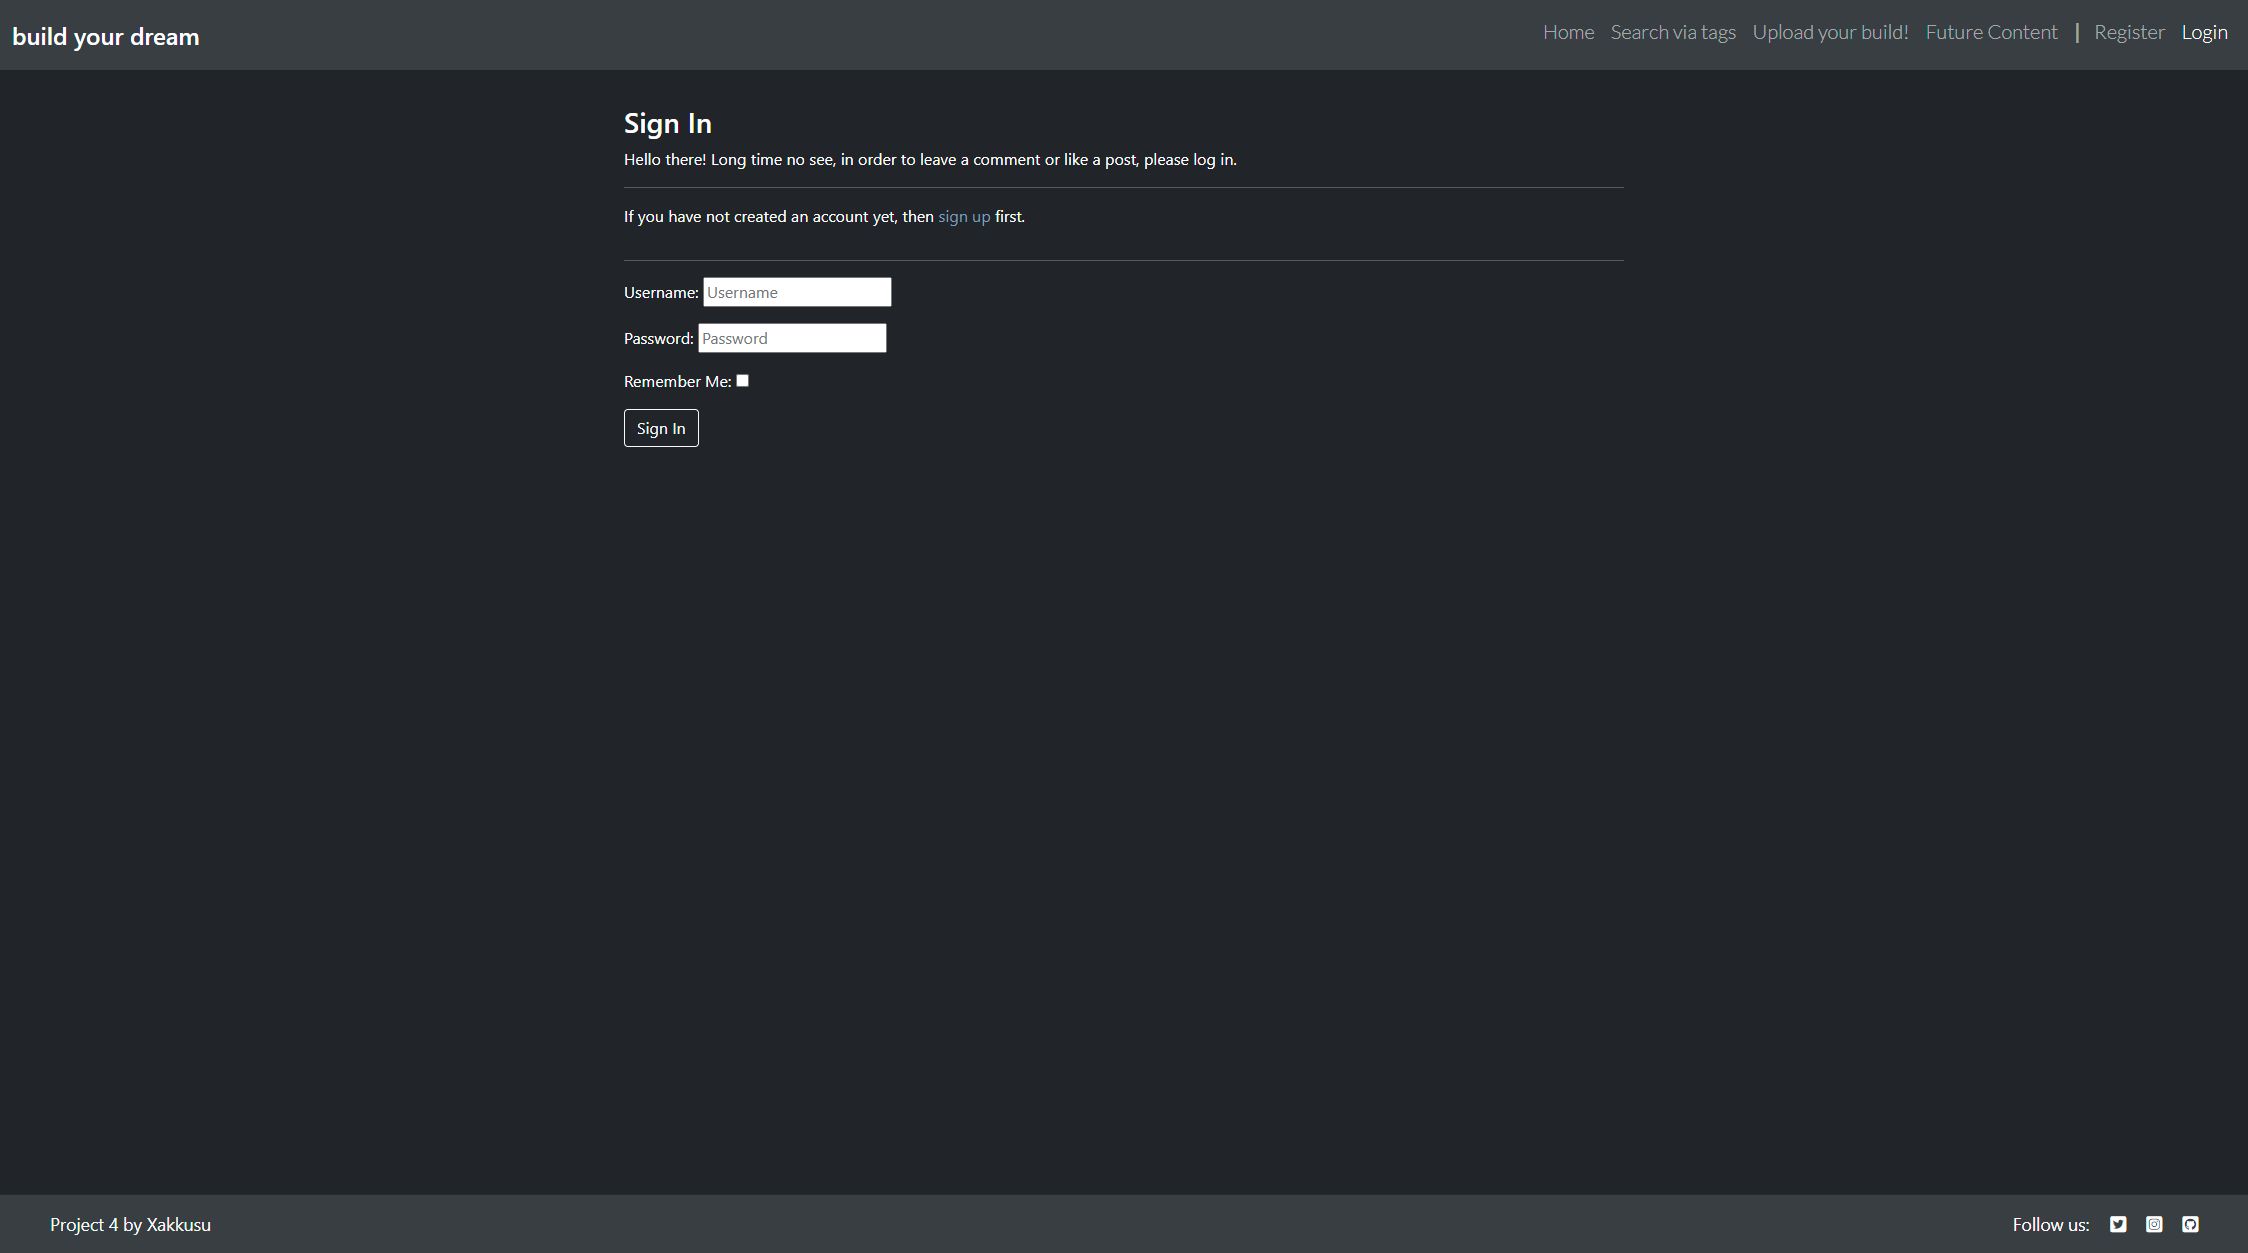 build your dream
Home Search via tags Upload your build! Future Content | Register Login
Sign In
Hello there! Long time no see, in order to leave a comment or like a post, please log in.
If you have not created an account yet, then sign up first.
Username: Username
Password: Password
Remember Me:
Sign In
Project 4 by Xakkusu
Follow us: